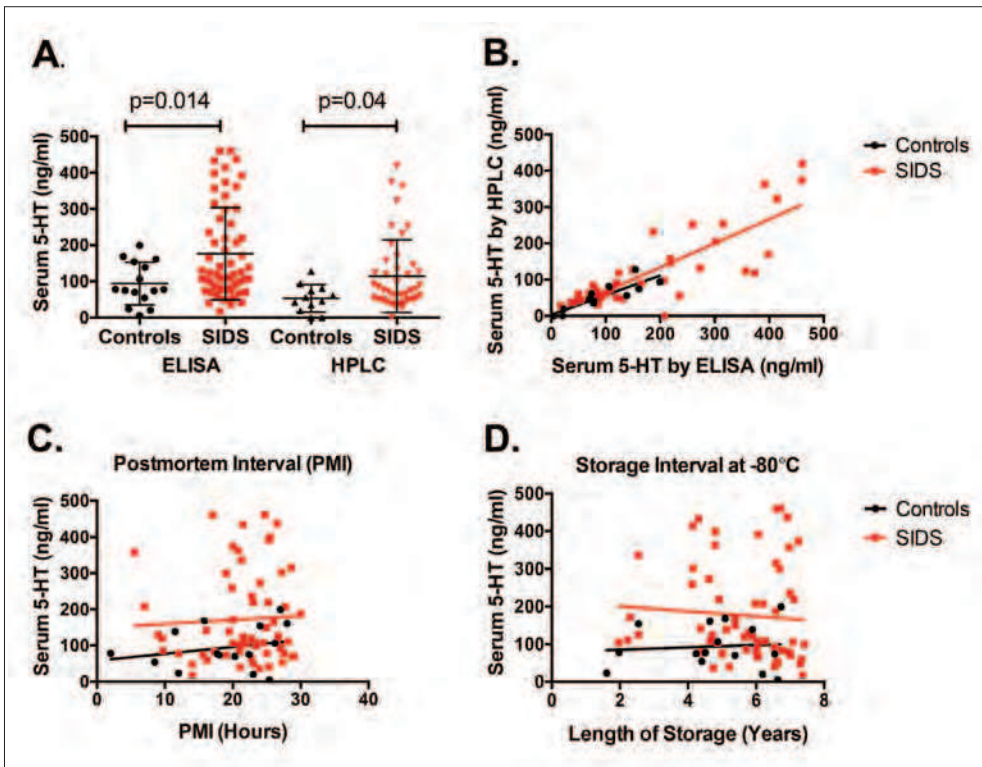 A.
p=0.014 p=0.04
Serum 5-HT (ng/ml)
500
400
300
200
100
0
Controls SIDS Controls SIDS
ELISA HPLC
B.
Serum 5-HT by HPLC (ng/ml)
500
400
300
200
100
0
0 100 200 300 400 500
Serum 5-HT by ELISA (ng/ml)
Controls
SIDS
C.
Postmortem Interval (PMI)
Serum 5-HT (ng/ml)
500
400
300
200
100
0
0 10 20 30 40
PMI (Hours)
D.
Storage Interval at -80°C
Serum 5-HT (ng/ml)
500
400
300
200
100
0
0 2 4 6 8
Length of Storage (Years)
Controls
SIDS